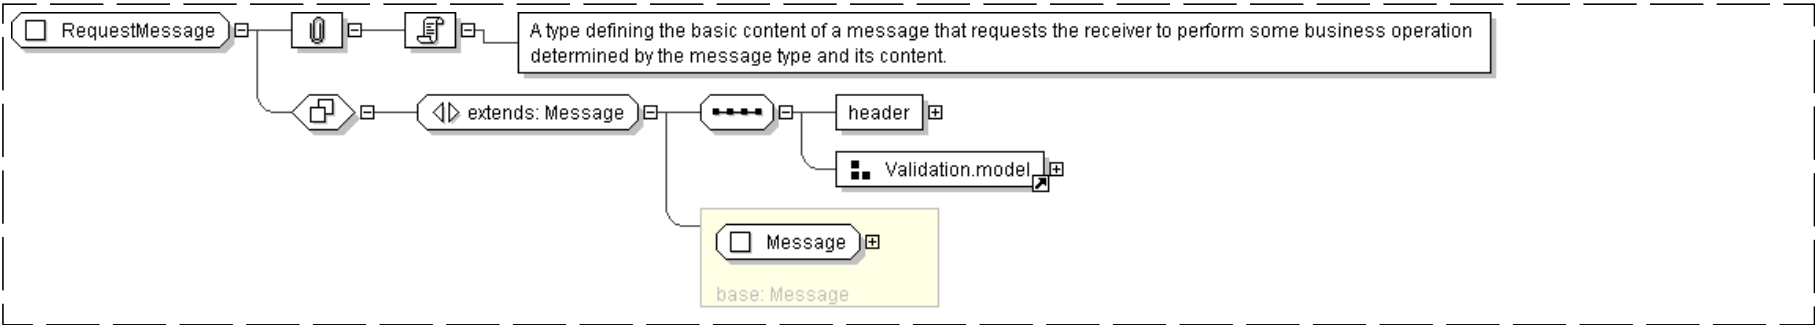 RequestMessage
A type defining the basic content of a message that requests the receiver to perform some business operation
determined by the message type and its content.
extends: Message
header
Validation.model
Message
base: Message